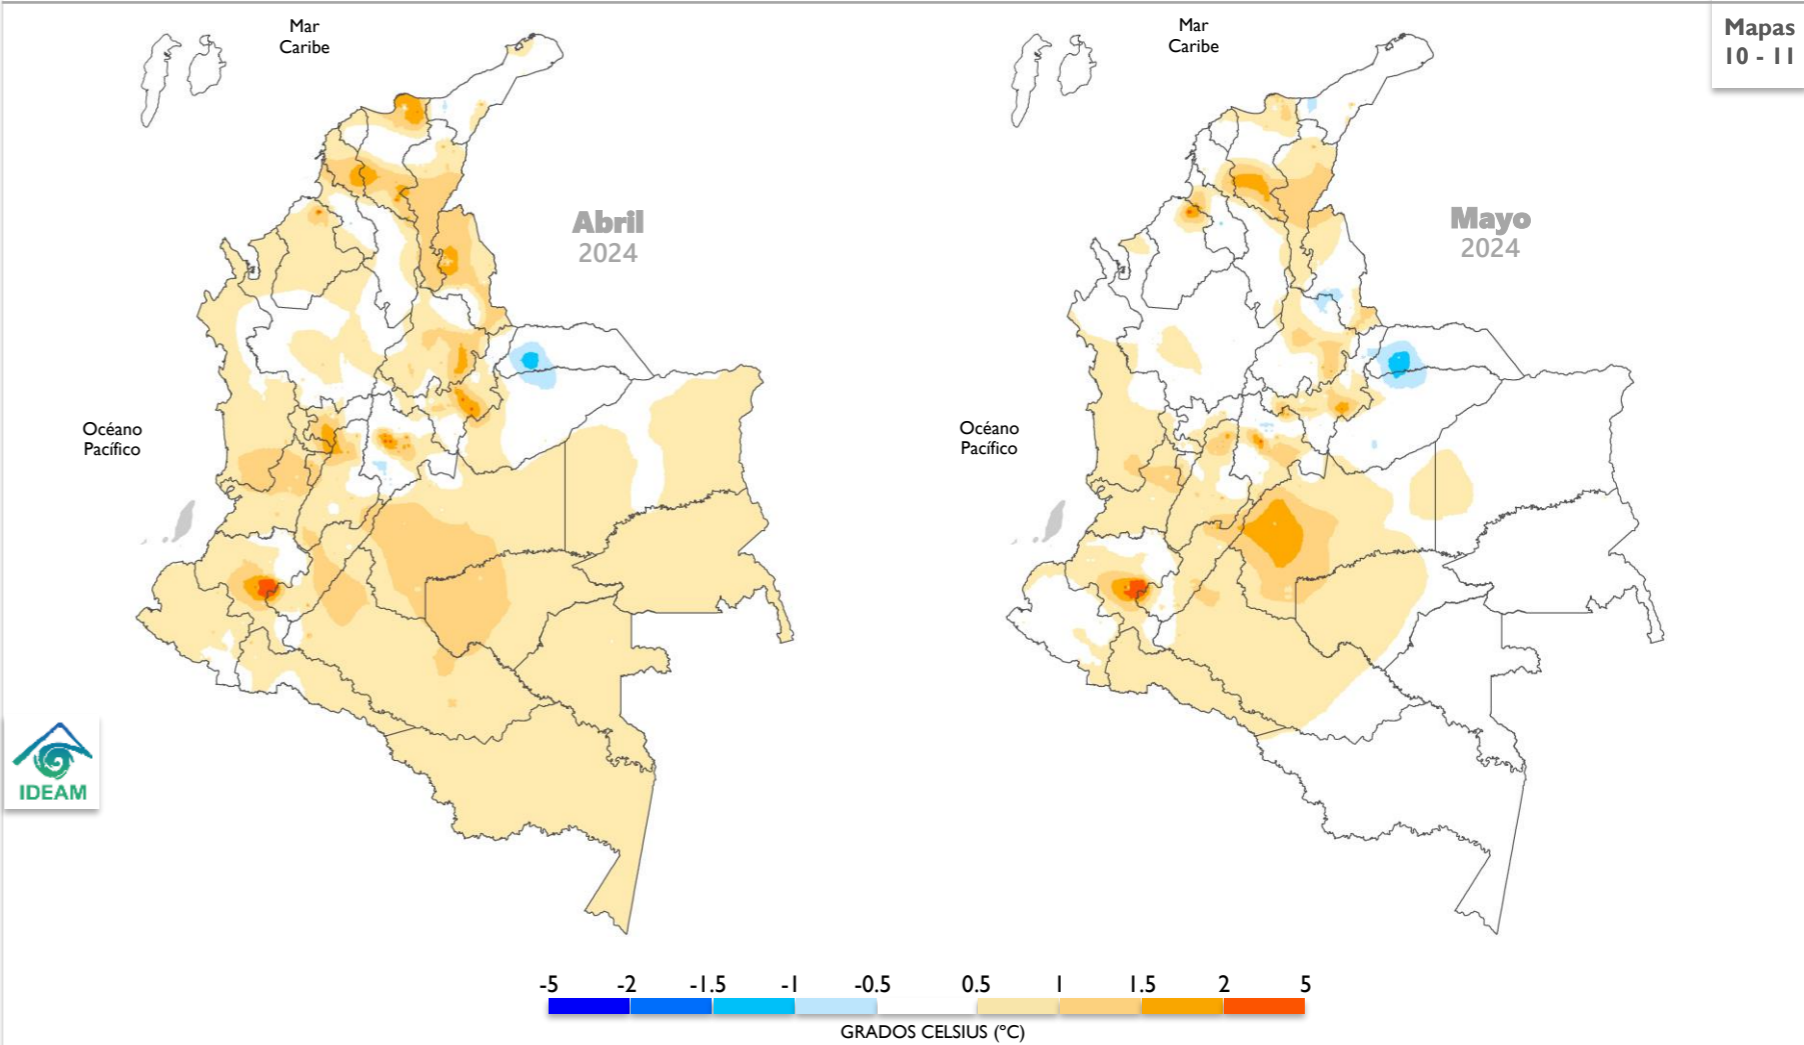 Mar
Caribe
Mar
Caribe
Mapas
10 - 11
Abril
2024
Mayo
2024
Océano
Pacífico
Océano
Pacífico
IDEAM
-5 -2 -1.5 -1 -0.5 0.5 1 1.5 2 5
GRADOS CELSIUS (°C)